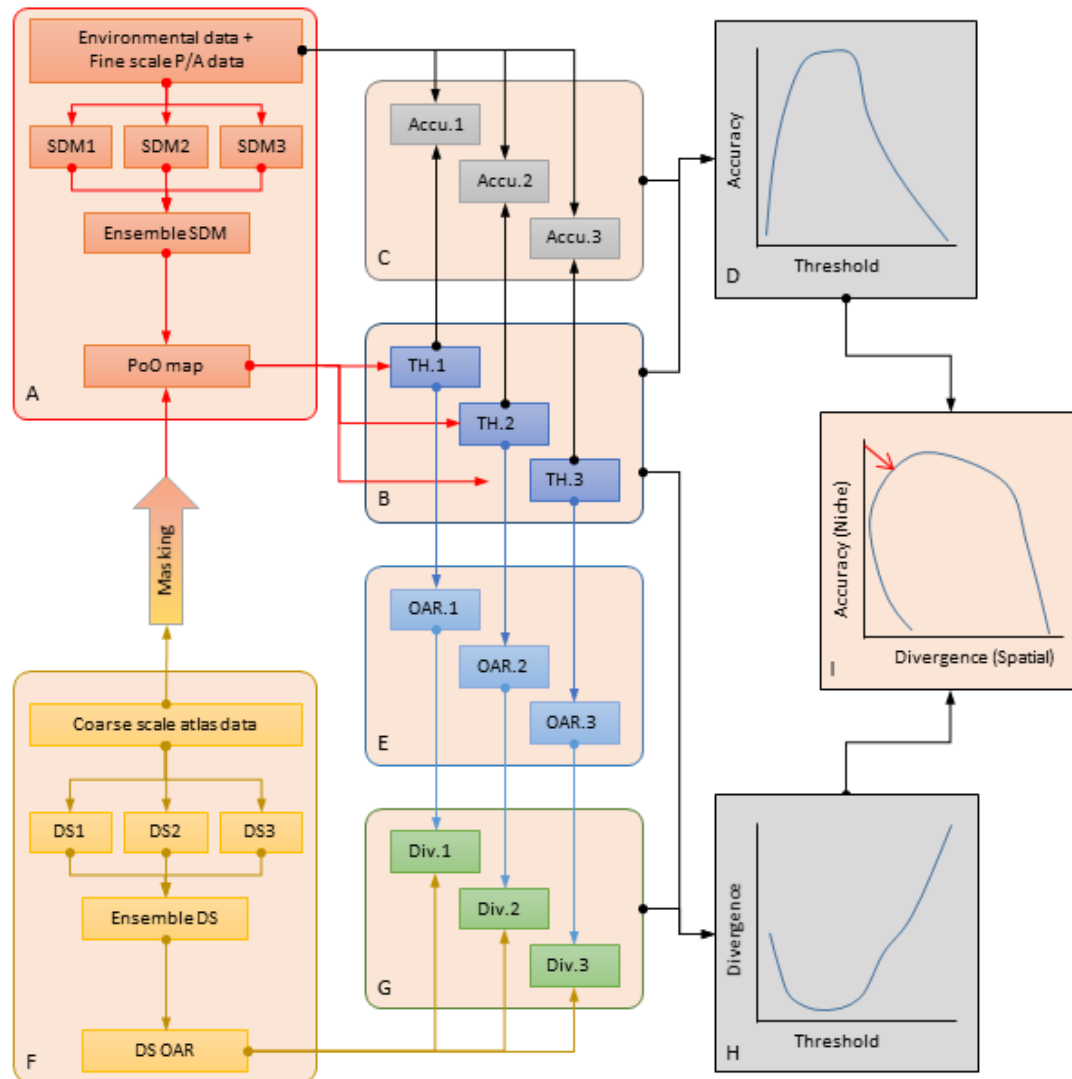 Environmental data +
Fine scale P/A data
SDM1
SDM2
SDM3
Ensemble SDM
PoO map
A
Masking
Coarse scale atlas data
DS1
DS2
DS3
Ensemble DS
DS OAR
F
Accu.1
Accu.2
Accu.3
C
TH.1
TH.2
TH.3
B
OAR.1
OAR.2
OAR.3
E
Div.1
Div.2
Div.3
G
Accuracy
Threshold
D
Accuracy (Niche)
Divergence (Spatial)
I
Divergence
Threshold
H